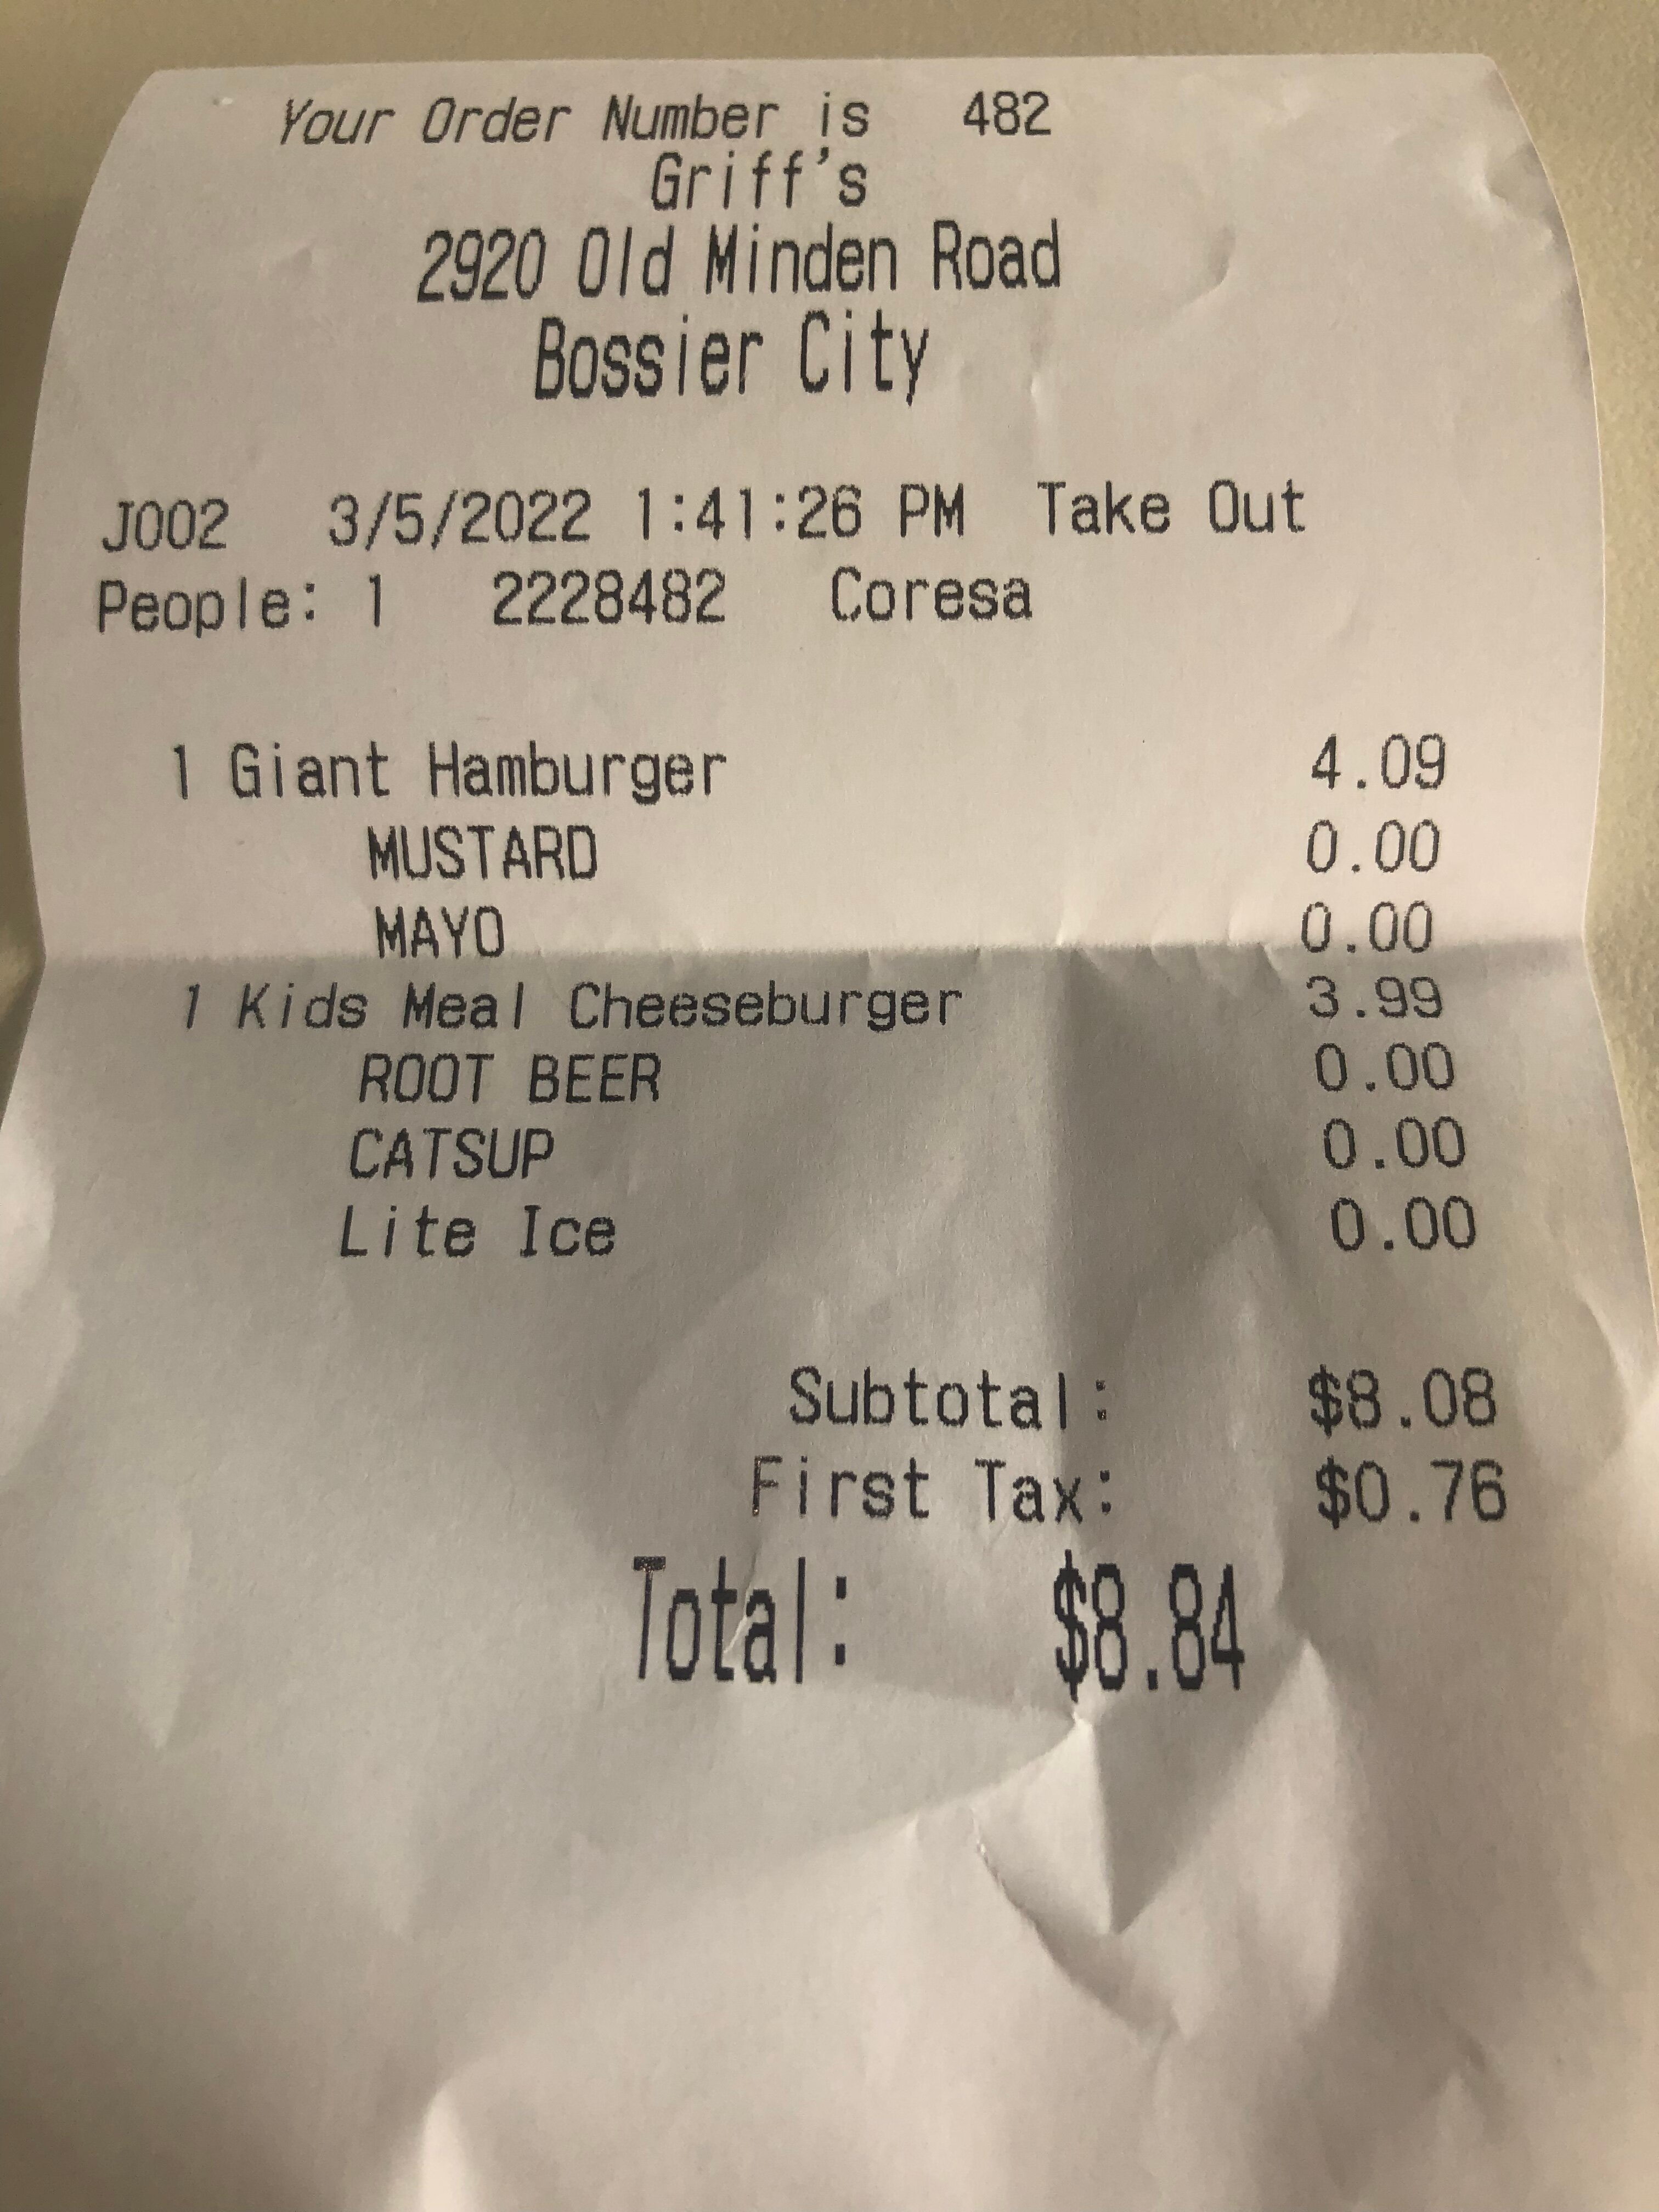 Your Order Number is 482
Griff's
2920 Old Minden Road
Bossier City
J002 3/5/2022 1:41:26 PM Take Out
People: 1 2228482 Coresa
1 Giant Hamburger 4.09
MUSTARD 0.00
MAYO 0.00
1 Kids Meal Cheeseburger 3.99
ROOT BEER 0.00
CATSUP 0.00
Lite Ice 0.00
Subtotal: $8.08
First Tax: $0.76
Total: $8.84